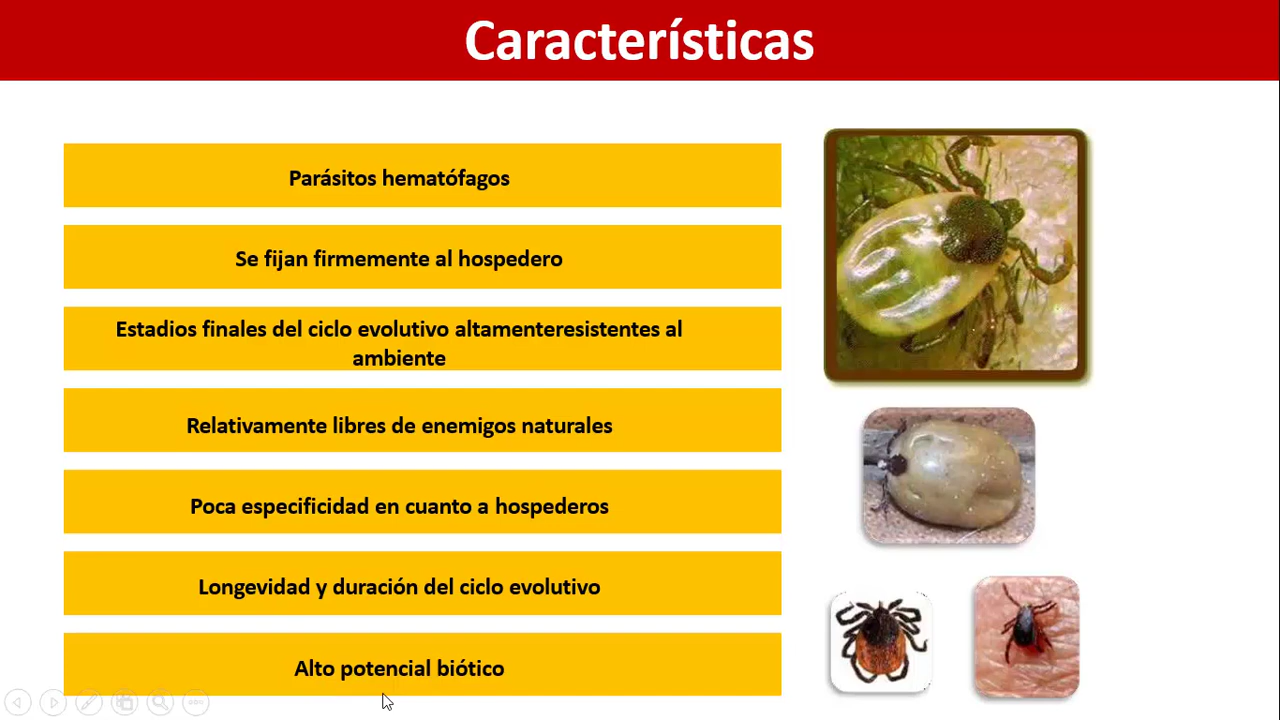 Características
Parásitos hematófagos
Se fijan firmemente al hospedero
Estadios finales del ciclo evolutivo altamenteresistentes al
ambiente
Relativamente libres de enemigos naturales
Poca especificidad en cuanto a hospederos
Longevidad y duración del ciclo evolutivo
Alto potencial biótico